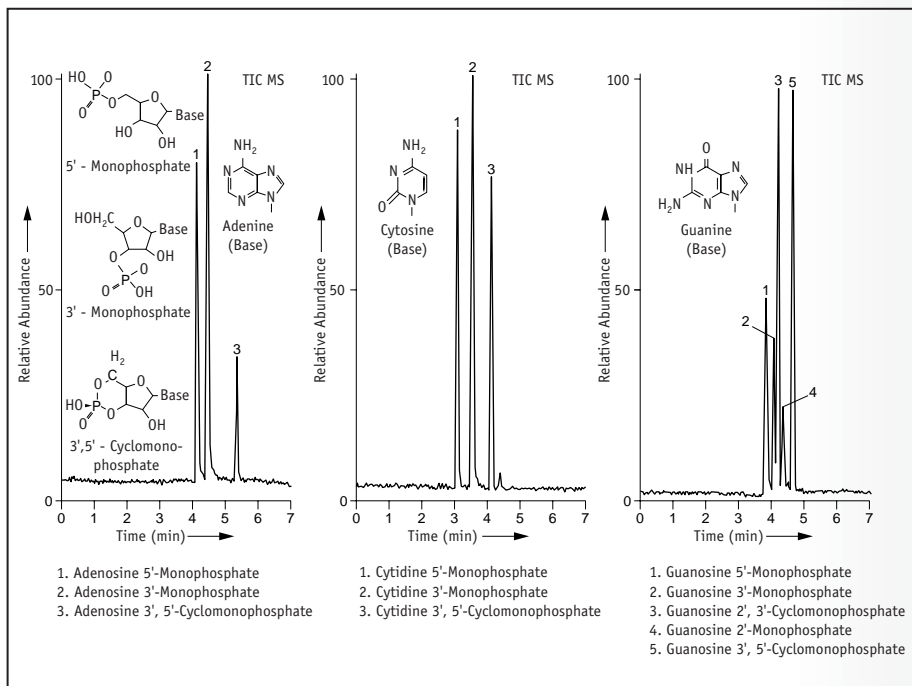 100
50
0
Relative Abundance
HO
O
P
O
O
O
Base
HO
OH
5' - Monophosphate
HOH₂C
O
Base
O
OH
P
O
O
OH
3' - Monophosphate
H₂
C
O
O
Base
HO
P
O
O
OH
3',5' - Cyclomono-
phosphate
1
2
3
TIC MS
NH₂
N
N
N
N
Adenine
(Base)
0 1 2 3 4 5 6 7
Time (min)
1. Adenosine 5'-Monophosphate
2. Adenosine 3'-Monophosphate
3. Adenosine 3', 5'-Cyclomonophosphate
100
50
0
Relative Abundance
1
2
3
TIC MS
NH₂
N
N
O
Cytosine
(Base)
0 1 2 3 4 5 6 7
Time (min)
1. Cytidine 5'-Monophosphate
2. Cytidine 3'-Monophosphate
3. Cytidine 3', 5'-Cyclomonophosphate
100
50
0
Relative Abundance
3
5
1
2
4
TIC MS
O
NH
N
H₂N
N
N
Guanine
(Base)
0 1 2 3 4 5 6 7
Time (min)
1. Guanosine 5'-Monophosphate
2. Guanosine 3'-Monophosphate
3. Guanosine 2', 3'-Cyclomonophosphate
4. Guanosine 2'-Monophosphate
5. Guanosine 3', 5'-Cyclomonophosphate